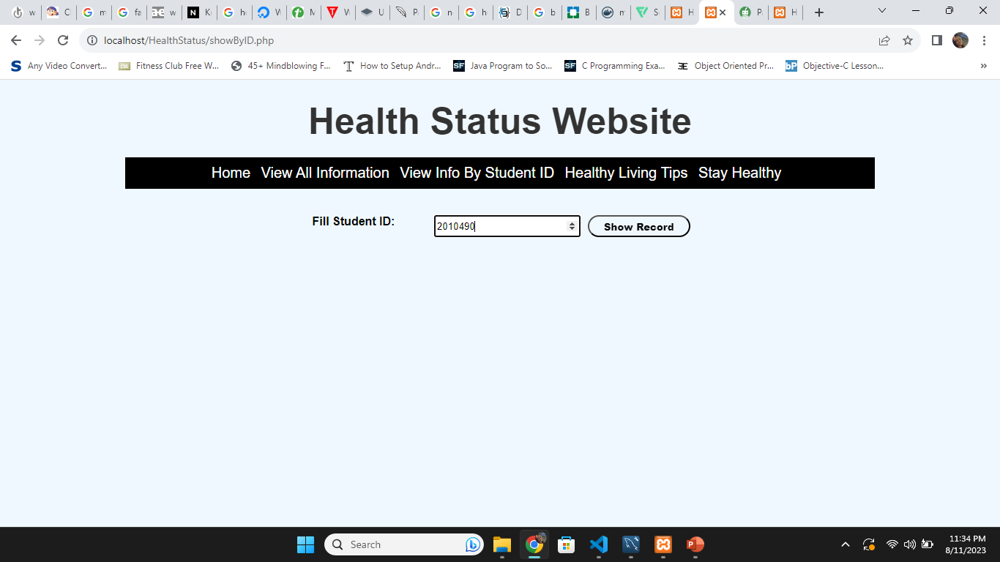 localhost/HealthStatus/showByID.php
Any Video Convert... Fitness Club Free W... 45+ Mindblowing F... How to Setup Andr... Java Program to So... C Programming Exa... Object Oriented Pr... Objective-C Lesson...
Health Status Website
Home View All Information View Info By Student ID Healthy Living Tips Stay Healthy
Fill Student ID: 2010490 Show Record
Search
11:34 PM
8/11/2023